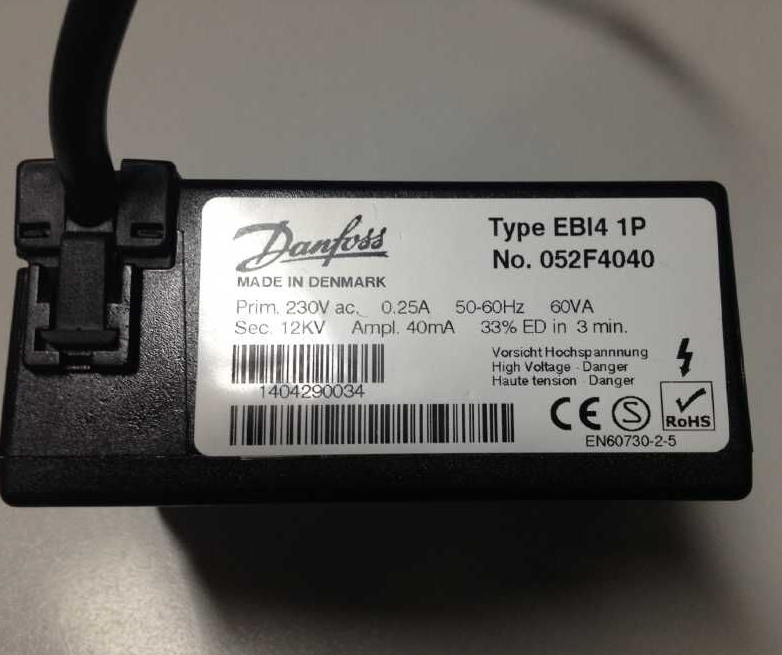 Danfoss
MADE IN DENMARK
Type EBI4 1P
No. 052F4040
Prim. 230V ac. 0.25A 50-60Hz 60VA
Sec. 12KV Ampl. 40mA 33% ED in 3 min.
Vorsicht Hochspannnung
High Voltage - Danger
Haute tension Danger
1404290034
CE
S
RoHS
EN60730-2-5